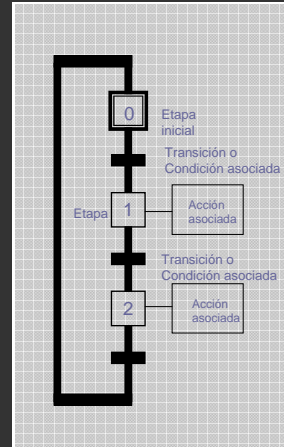 0
Etapa
inicial
Transición o
Condición asociada
Etapa
1
Acción
asociada
Transición o
Condición asociada
2
Acción
asociada